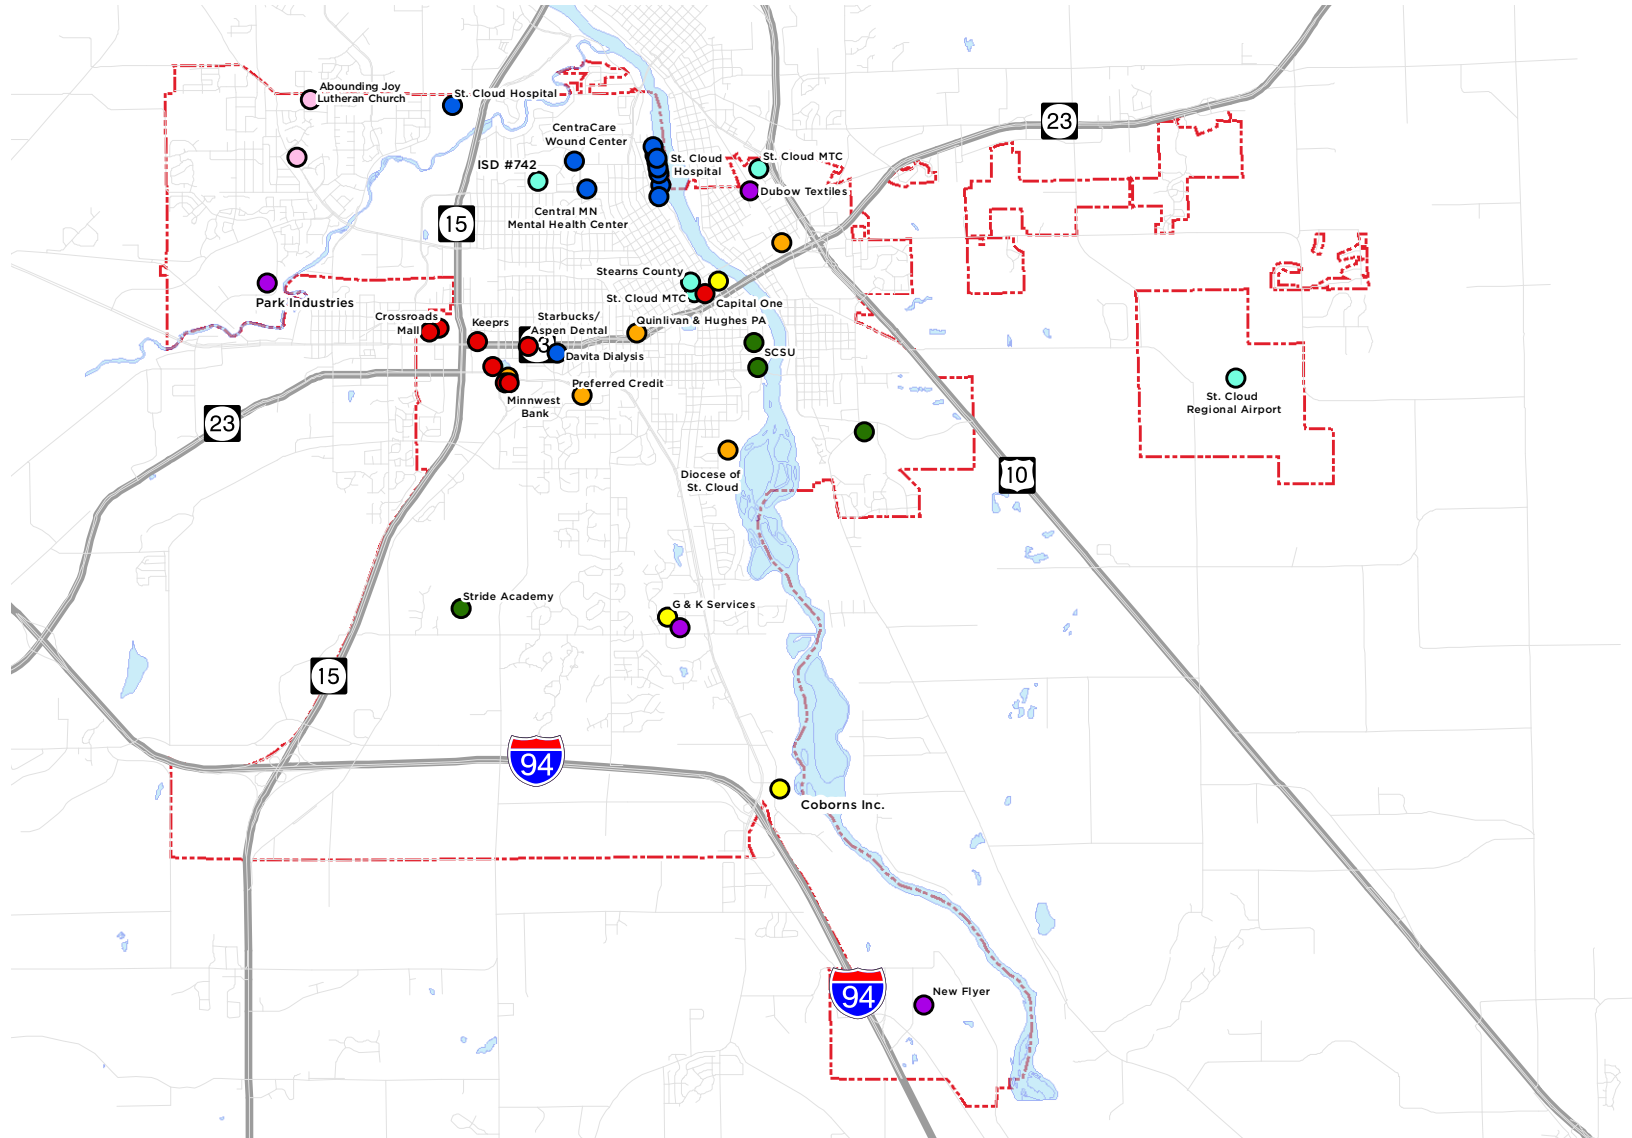 Abounding Joy
Lutheran Church
St. Cloud Hospital
23
CentraCare
Wound Center
ISD #742
St. Cloud
Hospital
St. Cloud MTC
Dubow Textiles
Central MN
Mental Health Center
15
Stearns County
St. Cloud MTC
Capital One
Park Industries
Crossroads
Mall
Keeprs
Starbucks/
Aspen Dental
Quinlivan & Hughes PA
3
Davita Dialysis
SCSU
Preferred Credit
Minnwest
Bank
St. Cloud
Regional Airport
23
Diocese of
St. Cloud
10
Stride Academy
G & K Services
15
94
Coborns Inc.
94
New Flyer